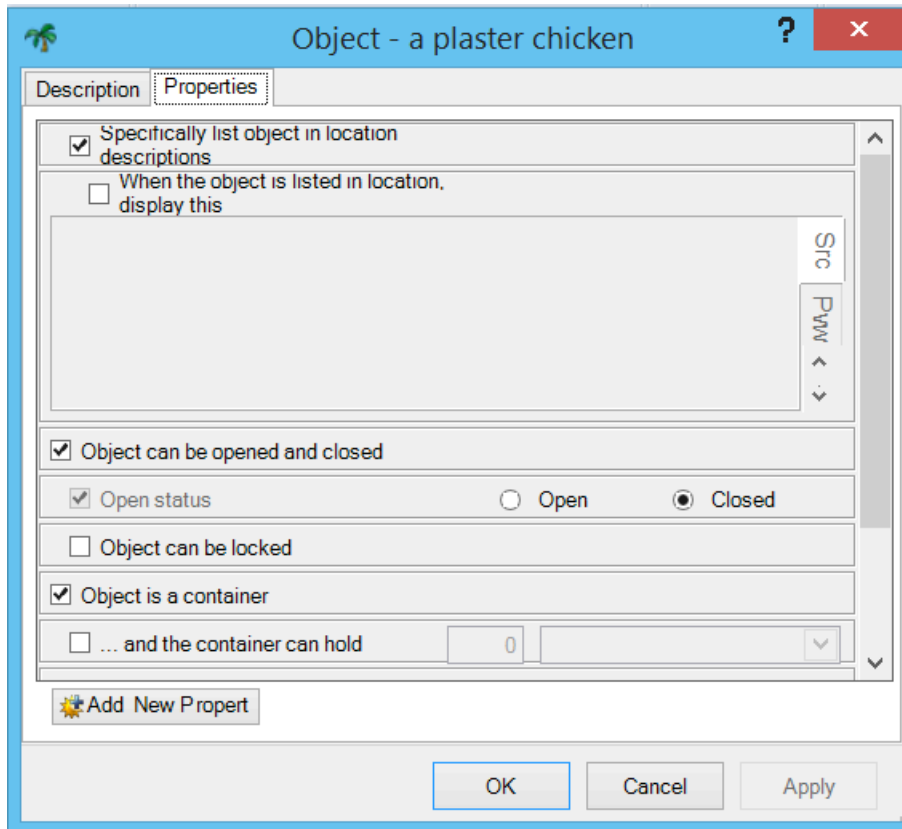 Object - a plaster chicken
?
Description
Properties
Specifically list object in location
descriptions
When the object is listed in location,
display this
Src
Pvw
Object can be opened and closed
Open status
Open
Closed
Object can be locked
Object is a container
... and the container can hold
0
Add New Propert
OK
Cancel
Apply